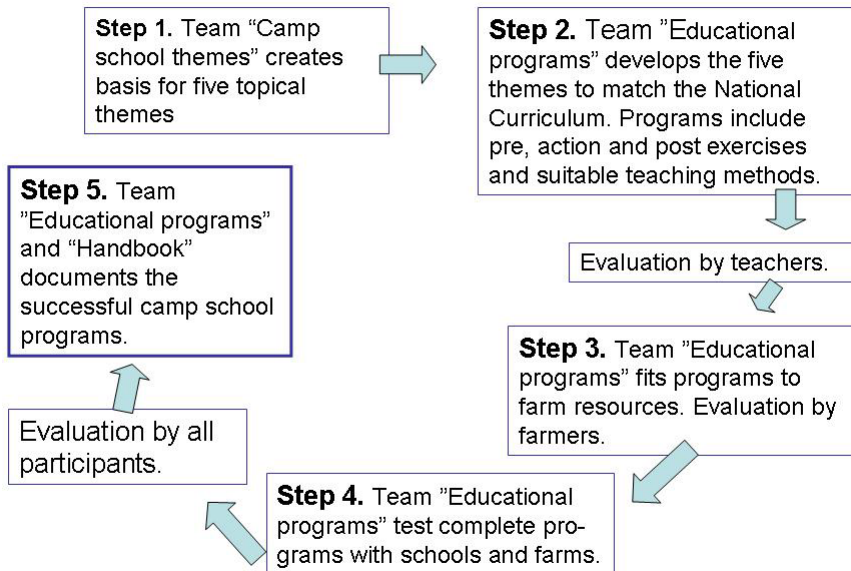 Step 1. Team “Camp
school themes” creates
basis for five topical
themes
Step 2. Team ”Educational
programs” develops the five
themes to match the National
Curriculum. Programs include
pre, action and post exercises
and suitable teaching methods.
Evaluation by teachers.
Step 3. Team ”Educational
programs” fits programs to
farm resources. Evaluation by
farmers.
Step 4. Team ”Educational
programs” test complete pro-
grams with schools and farms.
Evaluation by all
participants.
Step 5. Team
”Educational programs”
and “Handbook”
documents the
successful camp school
programs.